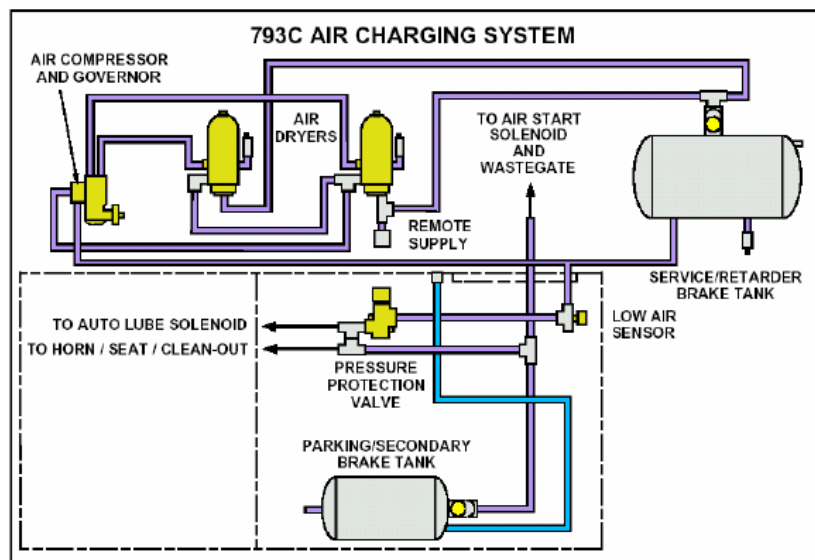 793C AIR CHARGING SYSTEM
AIR COMPRESSOR
AND GOVERNOR
AIR
DRYERS
TO AIR START
SOLENOID
AND
WASTEGATE
REMOTE
SUPPLY
SERVICE/RETARDER
BRAKE TANK
LOW AIR
SENSOR
TO AUTO LUBE SOLENOID
TO HORN / SEAT / CLEAN-OUT
PRESSURE
PROTECTION
VALVE
PARKING/SECONDARY
BRAKE TANK